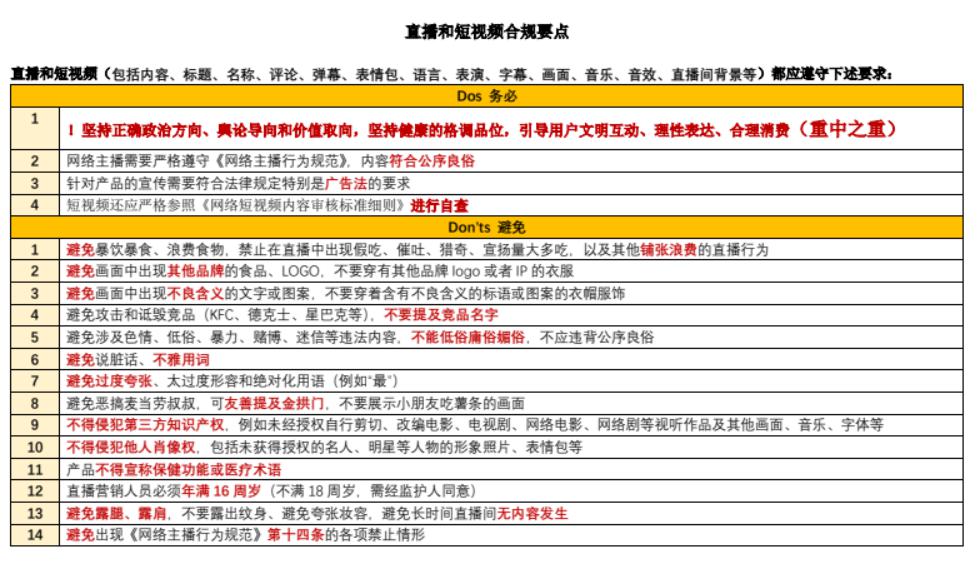 直播和短视频合规要点
直播和短视频（包括内容、标题、名称、评论、弹幕、表情包、语言、表演、字幕、画面、音乐、音效、直播间背景等）都应遵守下述要求：
Dos 务必
1 ！坚持正确政治方向、舆论导向和价值取向，坚持健康的格调品位，引导用户文明互动、理性表达、合理消费（重中之重）
2 网络主播需要严格遵守《网络主播行为规范》，内容符合公序良俗
3 针对产品的宣传需要符合法律规定特别是广告法的要求
4 短视频还应严格参照《网络短视频内容审核标准细则》进行自查
Don'ts 避免
1 避免暴饮暴食、浪费食物，禁止在直播中出现假吃、催吐、猎奇、宣扬量大多吃，以及其他铺张浪费的直播行为
2 避免画面中出现其他品牌的食品、LOGO，不要穿有其他品牌 logo 或者 IP 的衣服
3 避免画面中出现不良含义的文字或图案，不要穿着含有不良含义的标语或图案的衣帽服饰
4 避免攻击和诋毁竞品（KFC、德克士、星巴克等），不要提及竞品名字
5 避免涉及色情、低俗、暴力、赌博、迷信等违法内容，不能低俗庸俗媚俗，不应违背公序良俗
6 避免说脏话、不雅用词
7 避免过度夸张、太过度形容和绝对化用语（例如“最”）
8 避免恶搞麦当劳叔叔，可友善提及金拱门，不要展示小朋友吃薯条的画面
9 不得侵犯第三方知识产权，例如未经授权自行剪切、改编电影、电视剧、网络电影、网络剧等视听作品及其他画面、音乐、字体等
10 不得侵犯他人肖像权，包括未获得授权的名人、明星等人物的形象照片、表情包等
11 产品不得宣称保健功能或医疗术语
12 直播营销人员必须年满 16 周岁（不满 18 周岁，需经监护人同意）
13 避免露腿、露肩，不要露出纹身、避免夸张妆容，避免长时间直播间无内容发生
14 避免出现《网络主播行为规范》第十四条的各项禁止情形